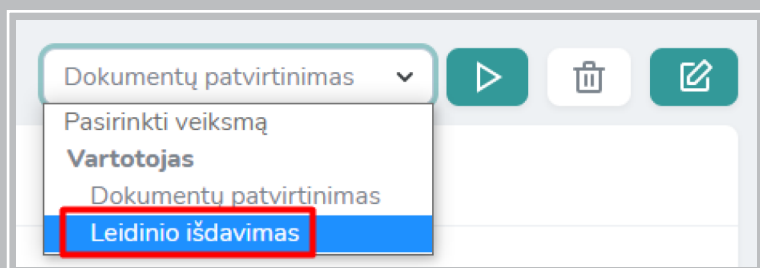 Dokumentų patvirtinimas
Pasirinkti veiksmą
Vartotojas
Dokumentų patvirtinimas
Leidinio išdavimas